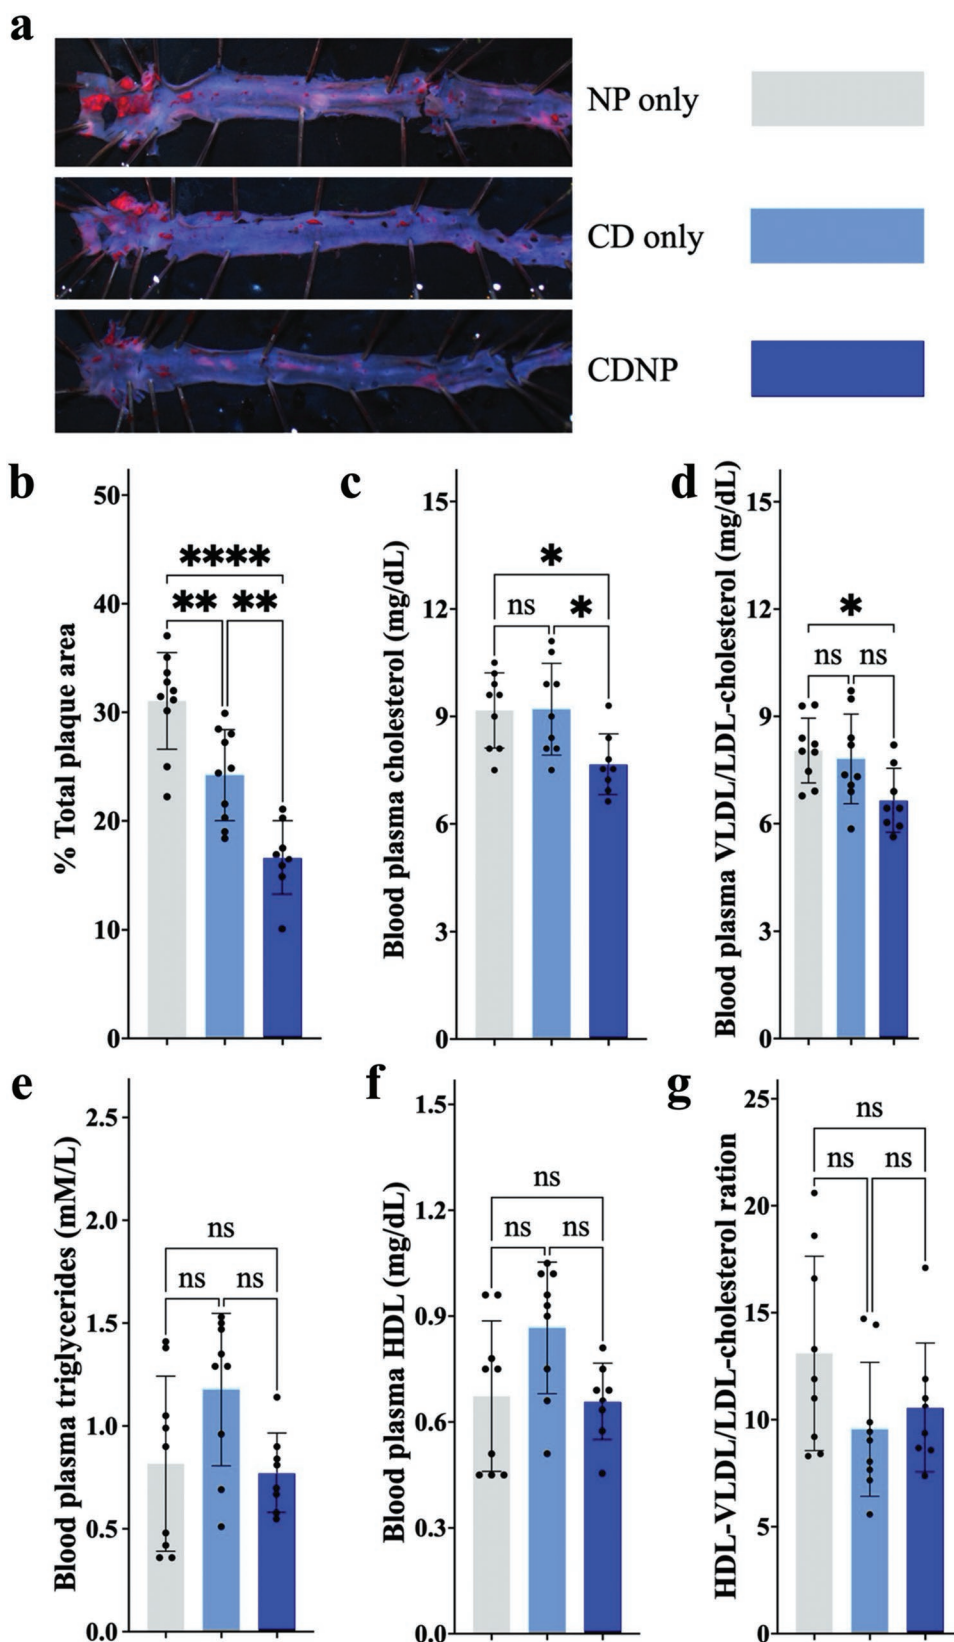 a
NP only
CD only
CDNP
b
% Total plaque area
50
40
30
20
10
0
****
** **
c
Blood plasma cholesterol (mg/dL)
15
12
9
6
3
0
*
ns *
d
Blood plasma VLDL/LDL-cholesterol (mg/dL)
15
12
9
6
3
0
*
ns ns
e
Blood plasma triglycerides (mM/L)
2.5
2.0
1.5
1.0
0.5
0.0
ns
ns ns
f
Blood plasma HDL (mg/dL)
1.5
1.2
0.9
0.6
0.3
0.0
ns
ns ns
g
HDL-VLDL/LDL-cholesterol ration
25
20
15
10
5
0
ns
ns ns